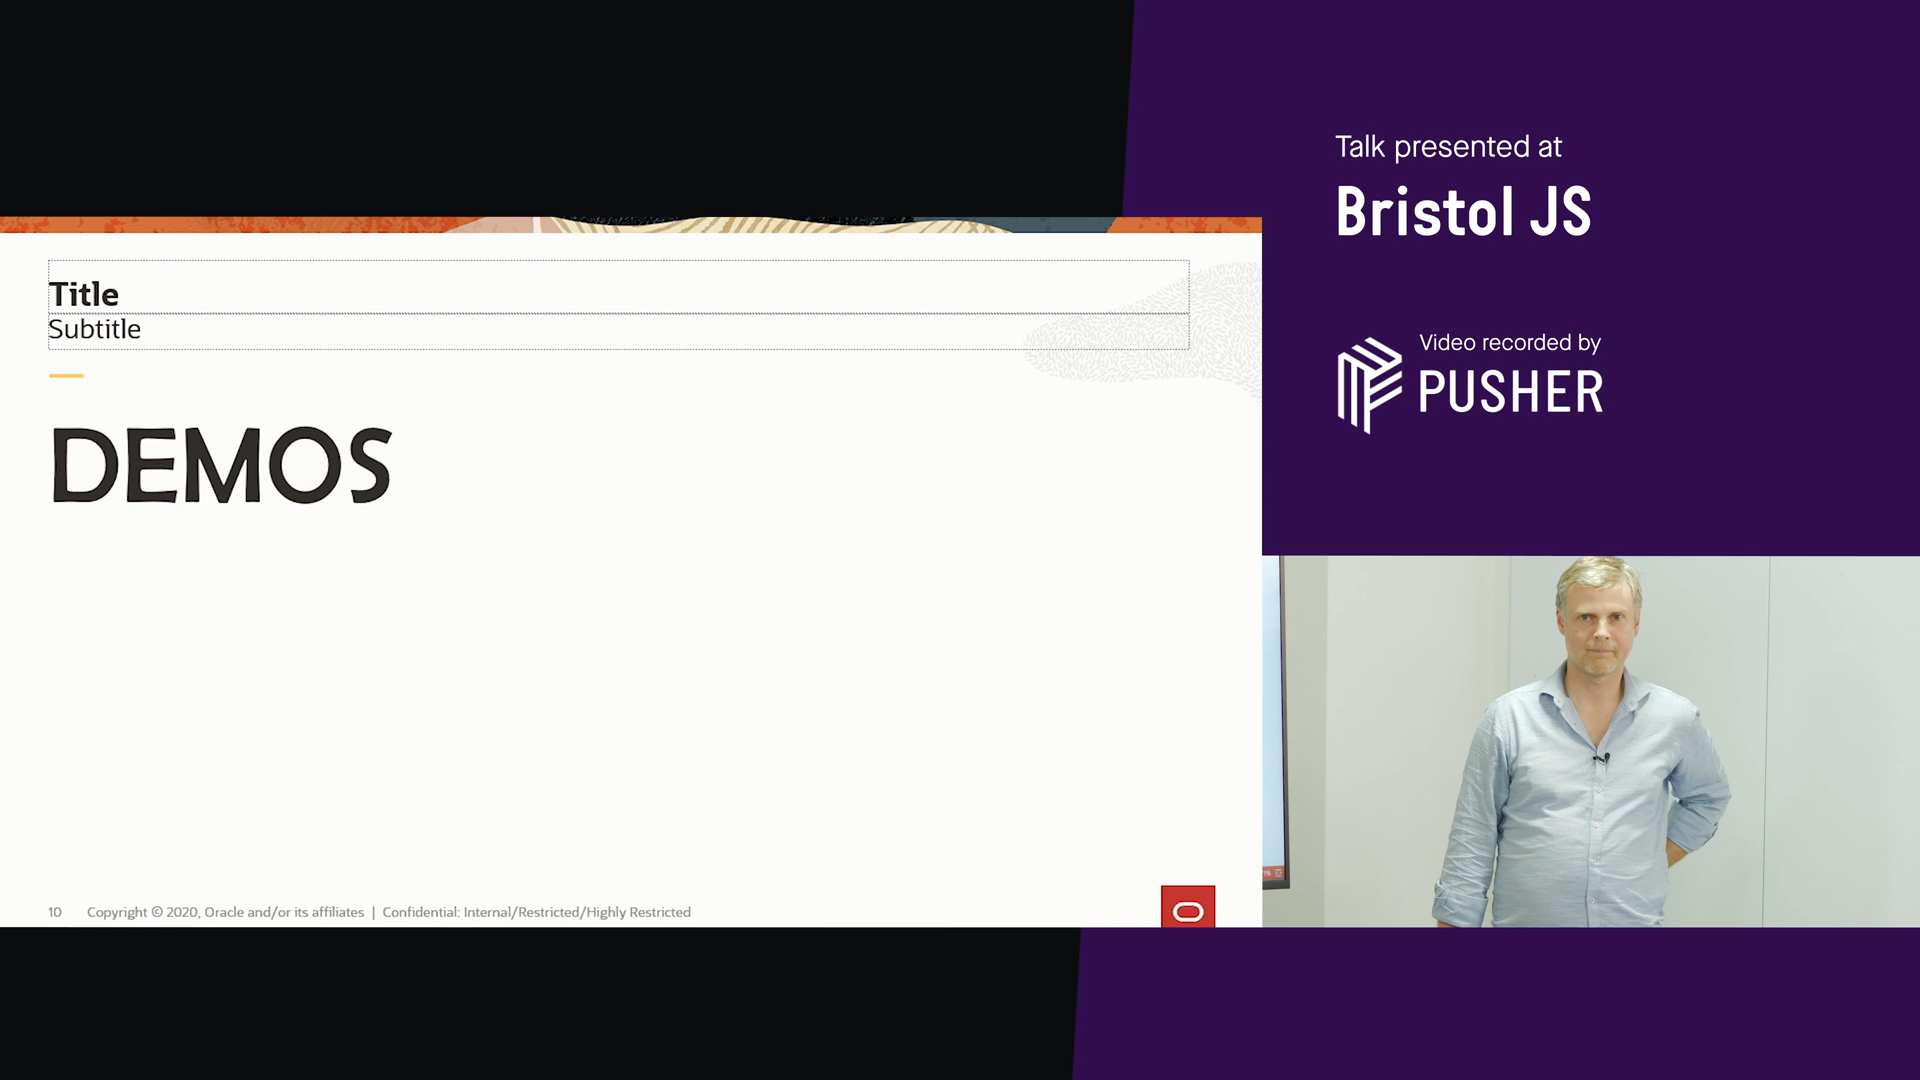 Title
Subtitle
DEMOS
10 Copyright © 2020, Oracle and/or its affiliates | Confidential: Internal/Restricted/Highly Restricted
Talk presented at
Bristol JS
Video recorded by
PUSHER